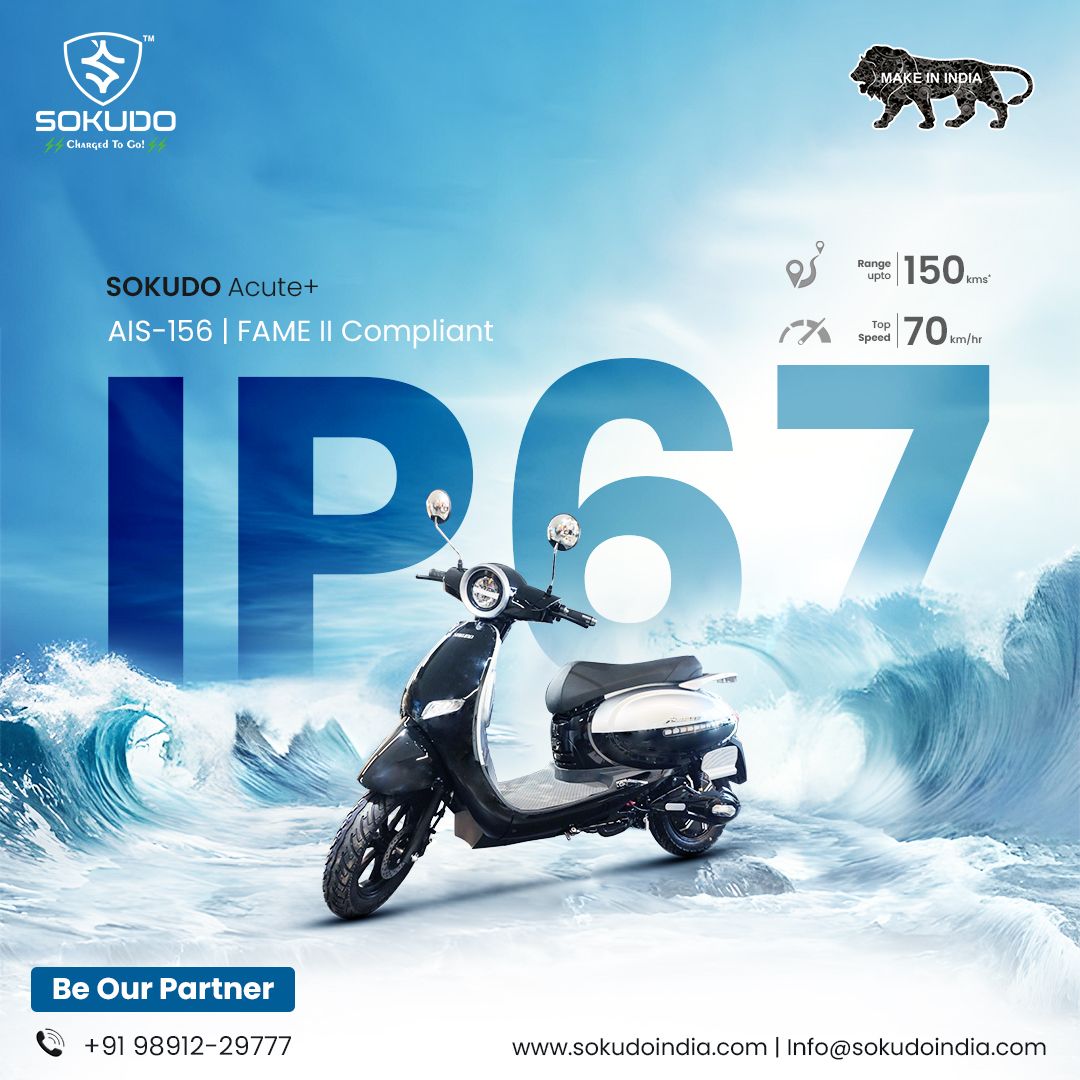 SOKUDO™
Charged To Go!
MAKE IN INDIA
SOKUDO Acute+
AIS-156 | FAME II Compliant
Range
upto
150 kms*
Top
Speed
70 km/hr
IP67
SOKUDO
Be Our Partner
+91 98912-29777
www.sokudoindia.com | Info@sokudoindia.com